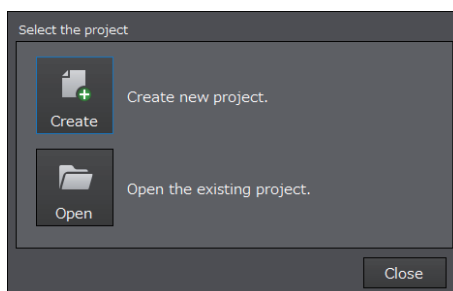 Select the project
Create
Create new project.
Open
Open the existing project.
Close